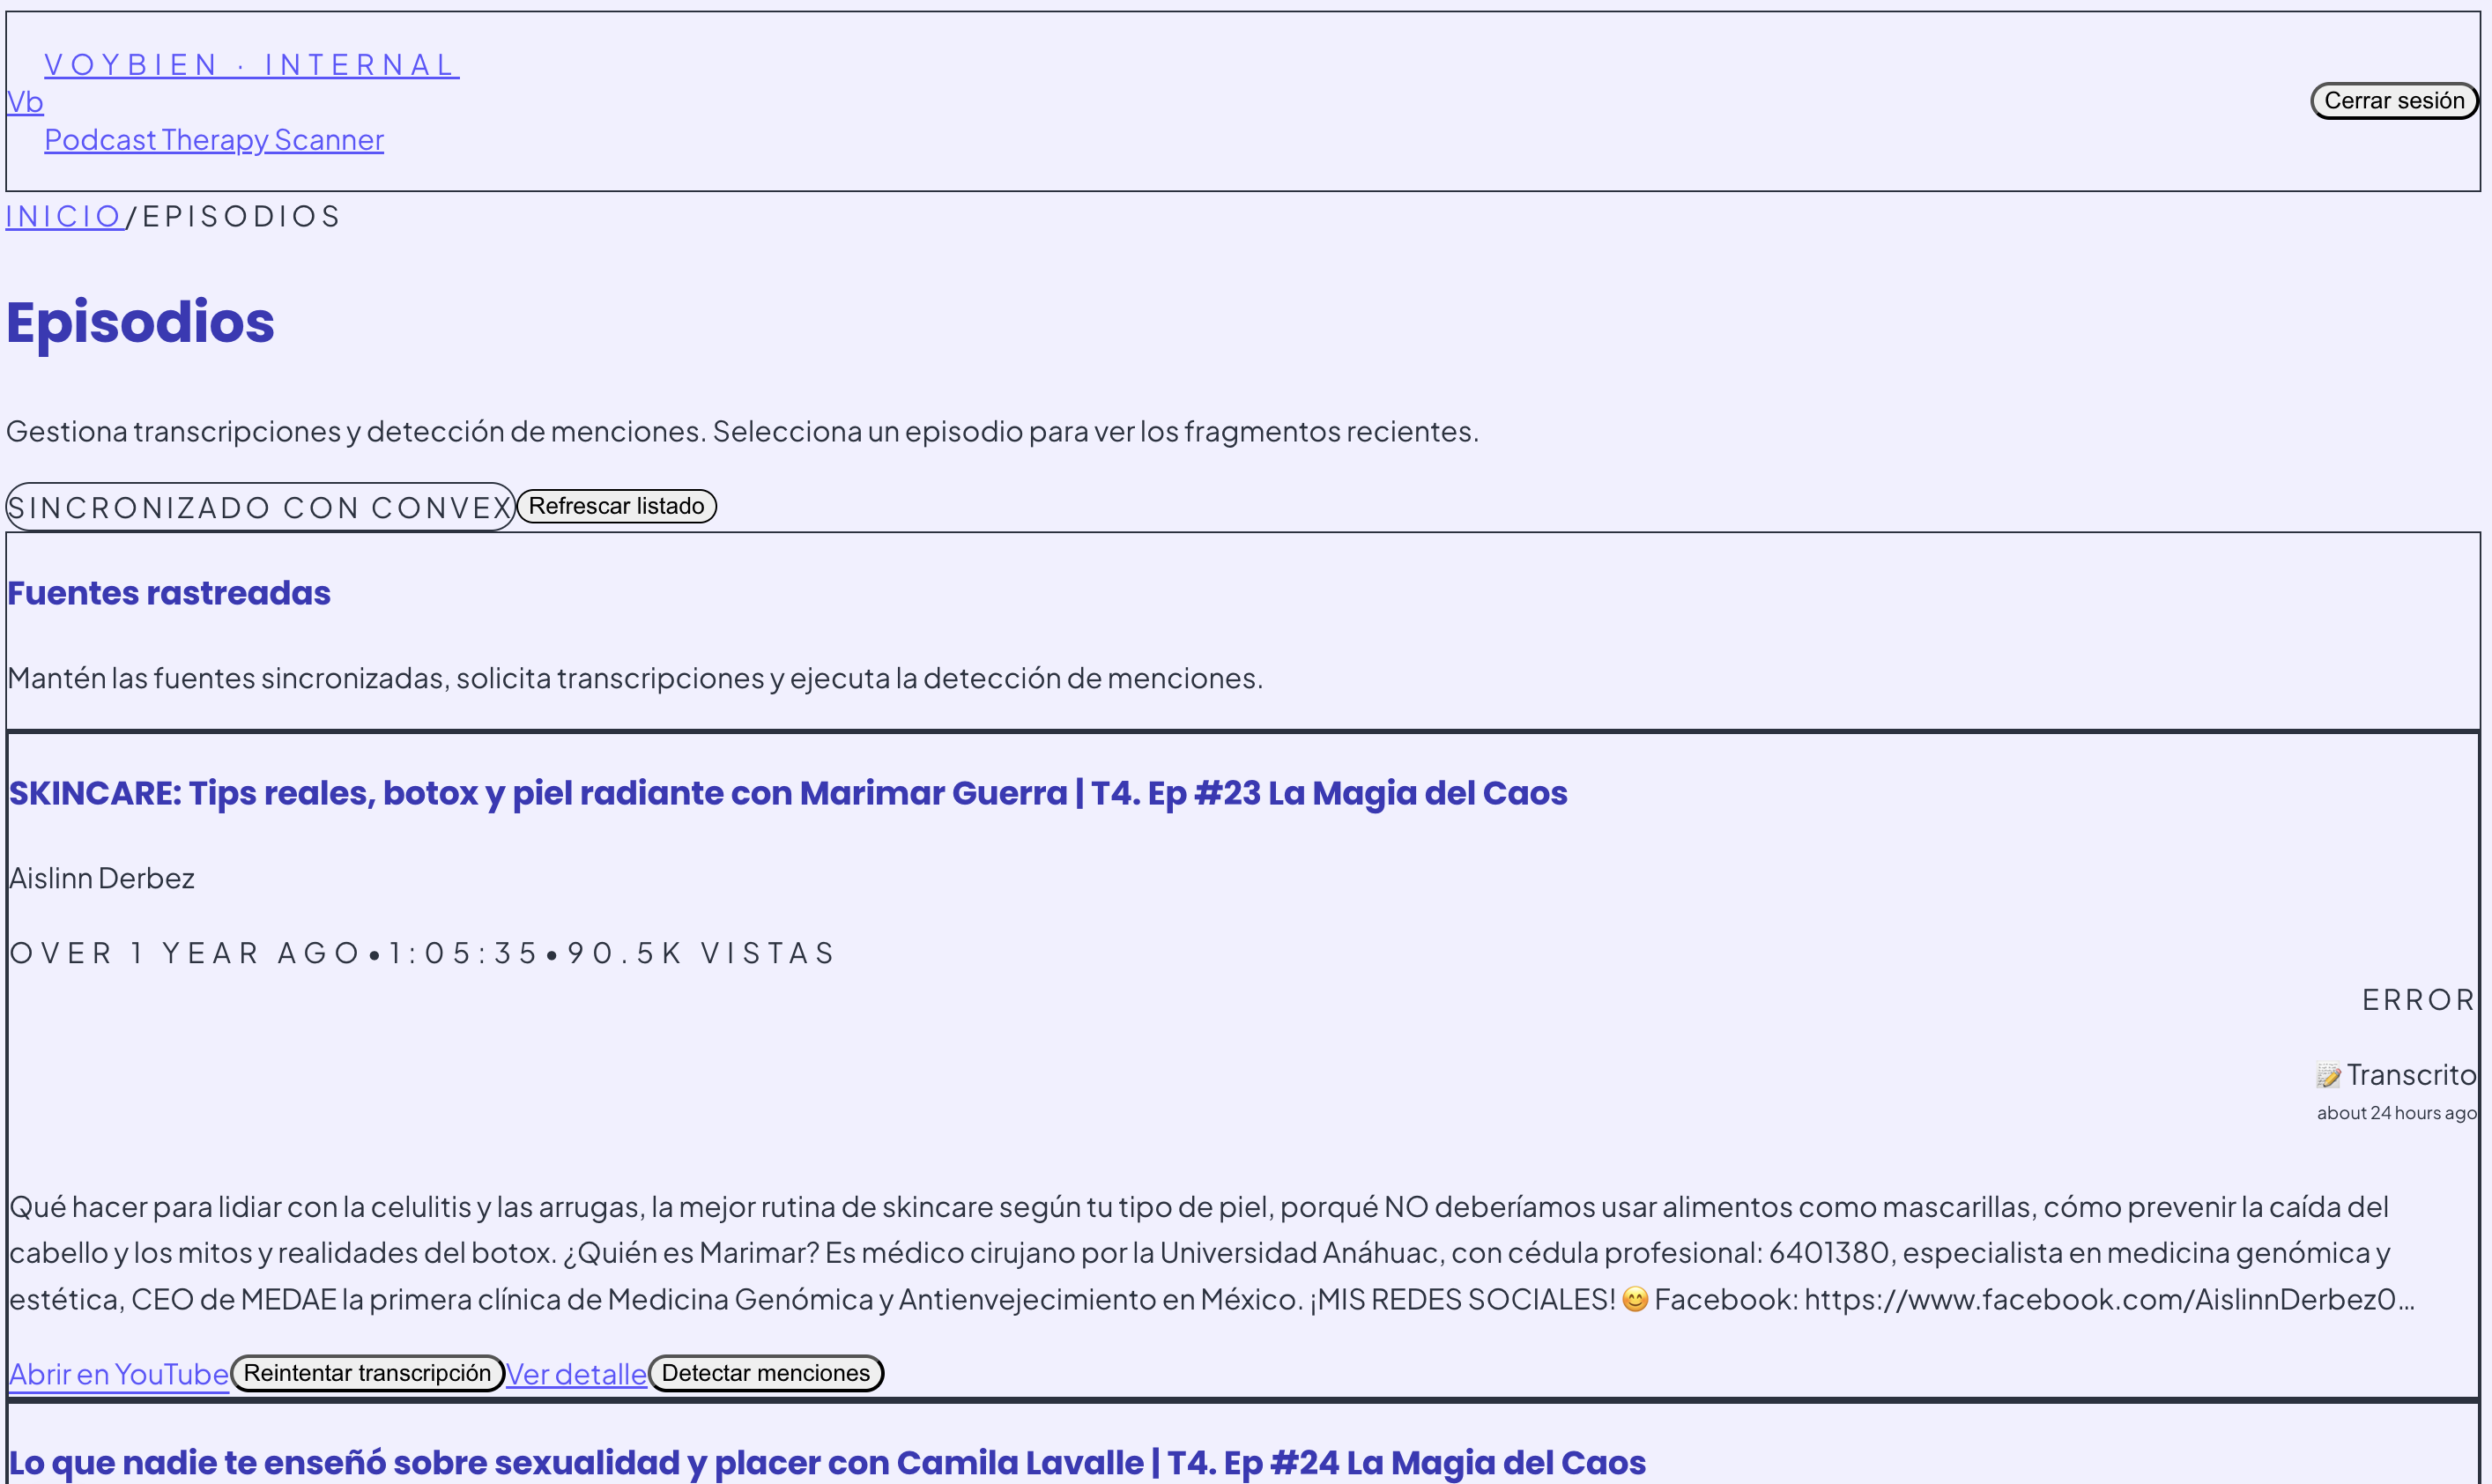 VOYBIEN · INTERNAL
Vb
Podcast Therapy Scanner
Cerrar sesión
INICIO/EPISODIOS
Episodios
Gestiona transcripciones y detección de menciones. Selecciona un episodio para ver los fragmentos recientes.
SINCRONIZADO CON CONVEX Refrescar listado
Fuentes rastreadas
Mantén las fuentes sincronizadas, solicita transcripciones y ejecuta la detección de menciones.
SKINCARE: Tips reales, botox y piel radiante con Marimar Guerra | T4. Ep #23 La Magia del Caos
Aislinn Derbez
OVER 1 YEAR AGO•1:05:35•90.5K VISTAS
ERROR
📝 Transcrito
about 24 hours ago
Qué hacer para lidiar con la celulitis y las arrugas, la mejor rutina de skincare según tu tipo de piel, porqué NO deberíamos usar alimentos como mascarillas, cómo prevenir la caída del
cabello y los mitos y realidades del botox. ¿Quién es Marimar? Es médico cirujano por la Universidad Anáhuac, con cédula profesional: 6401380, especialista en medicina genómica y
estética, CEO de MEDAE la primera clínica de Medicina Genómica y Antienvejecimiento en México. ¡MIS REDES SOCIALES! 😊 Facebook: https://www.facebook.com/AislinnDerbez0…
Abrir en YouTube Reintentar transcripción Ver detalle Detectar menciones
Lo que nadie te enseñó sobre sexualidad y placer con Camila Lavalle | T4. Ep #24 La Magia del Caos